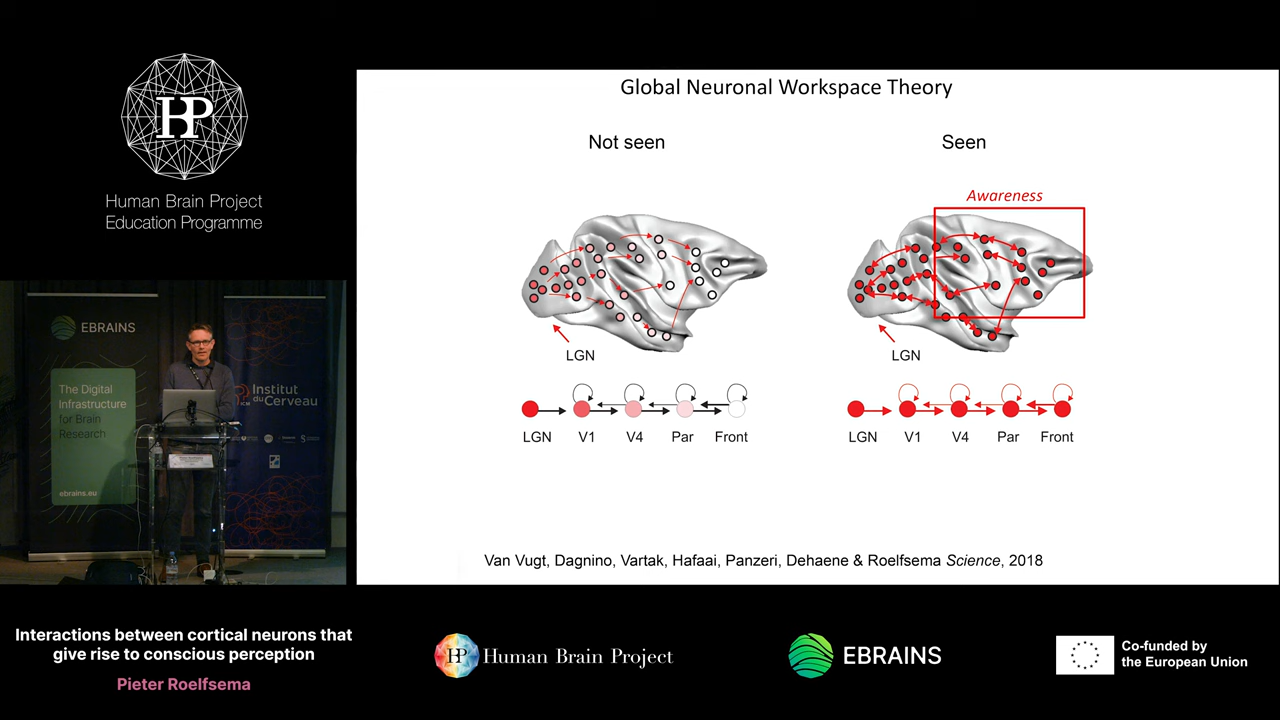 HP
Human Brain Project
Education Programme
EBRAINS
The Digital
Infrastructure
for Brain
Research
ebrains.eu
ICM
Institut
du Cerveau
Global Neuronal Workspace Theory
Not seen
Seen
Awareness
LGN
LGN
LGN V1 V4 Par Front
LGN V1 V4 Par Front
Van Vugt, Dagnino, Vartak, Hafaai, Panzeri, Dehaene & Roelfsema Science, 2018
Interactions between cortical neurons that
give rise to conscious perception
Pieter Roelfsema
HP Human Brain Project
EBRAINS
Co-funded by
the European Union